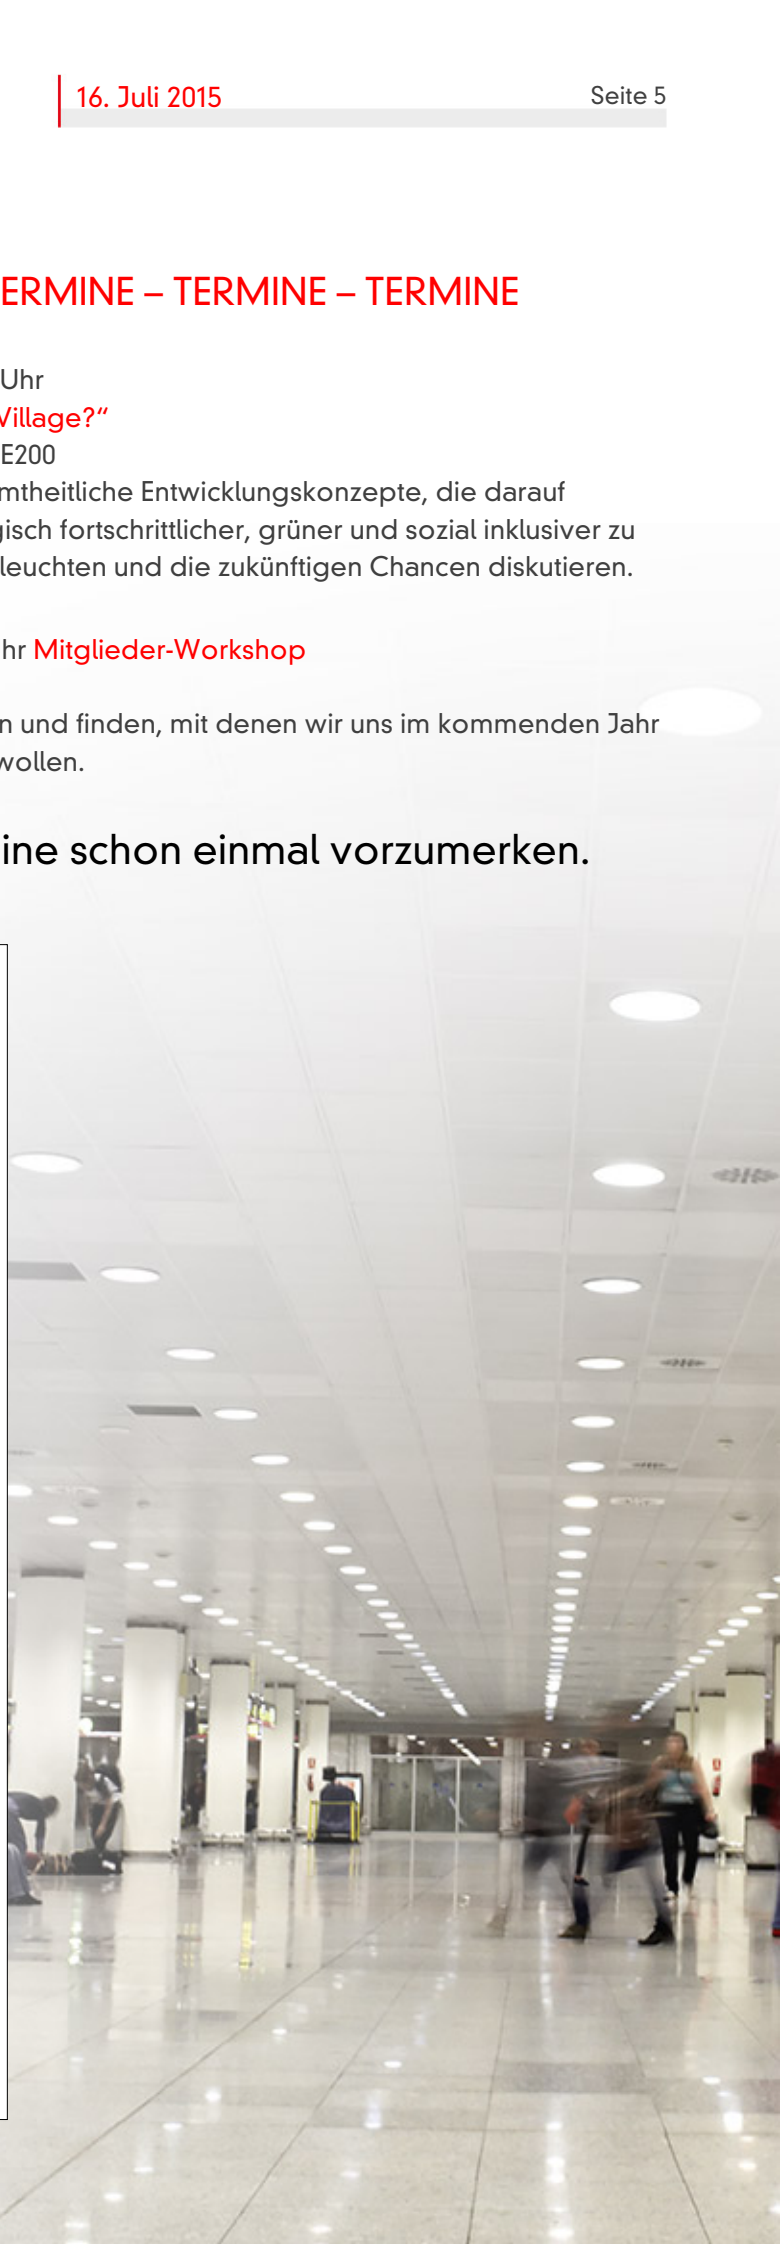 16. Juli 2015
Seite 5
ERMINE – TERMINE – TERMINE
Uhr
Village?“
E200
mtheitliche Entwicklungskonzepte, die darauf
gisch fortschrittlicher, grüner und sozial inklusiver zu
leuchten und die zukünftigen Chancen diskutieren.
hr Mitglieder-Workshop
n und finden, mit denen wir uns im kommenden Jahr
wollen.
ine schon einmal vorzumerken.